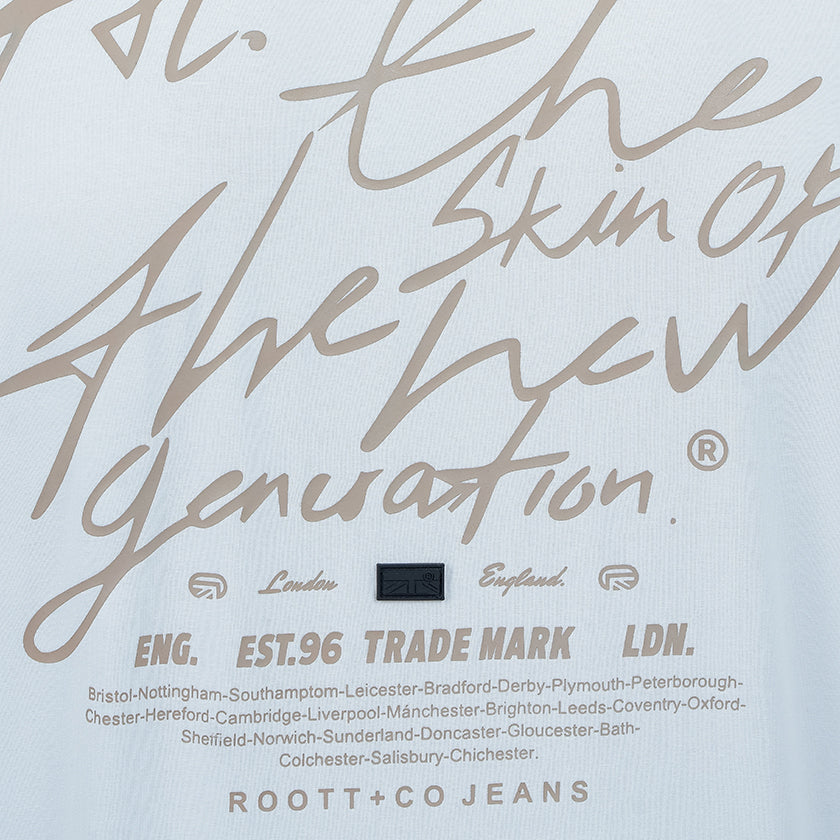 the
Skin of
the new
generation.®
London England.
ENG. EST.96 TRADE MARK LDN.
Bristol-Nottingham-Southamptom-Leicester-Bradford-Derby-Plymouth-Peterborough-
Chester-Hereford-Cambridge-Liverpool-Mánchester-Brighton-Leeds-Coventry-Oxford-
Sheffield-Norwich-Sunderland-Doncaster-Gloucester-Bath-
Colchester-Salisbury-Chichester.
ROOTT+CO JEANS